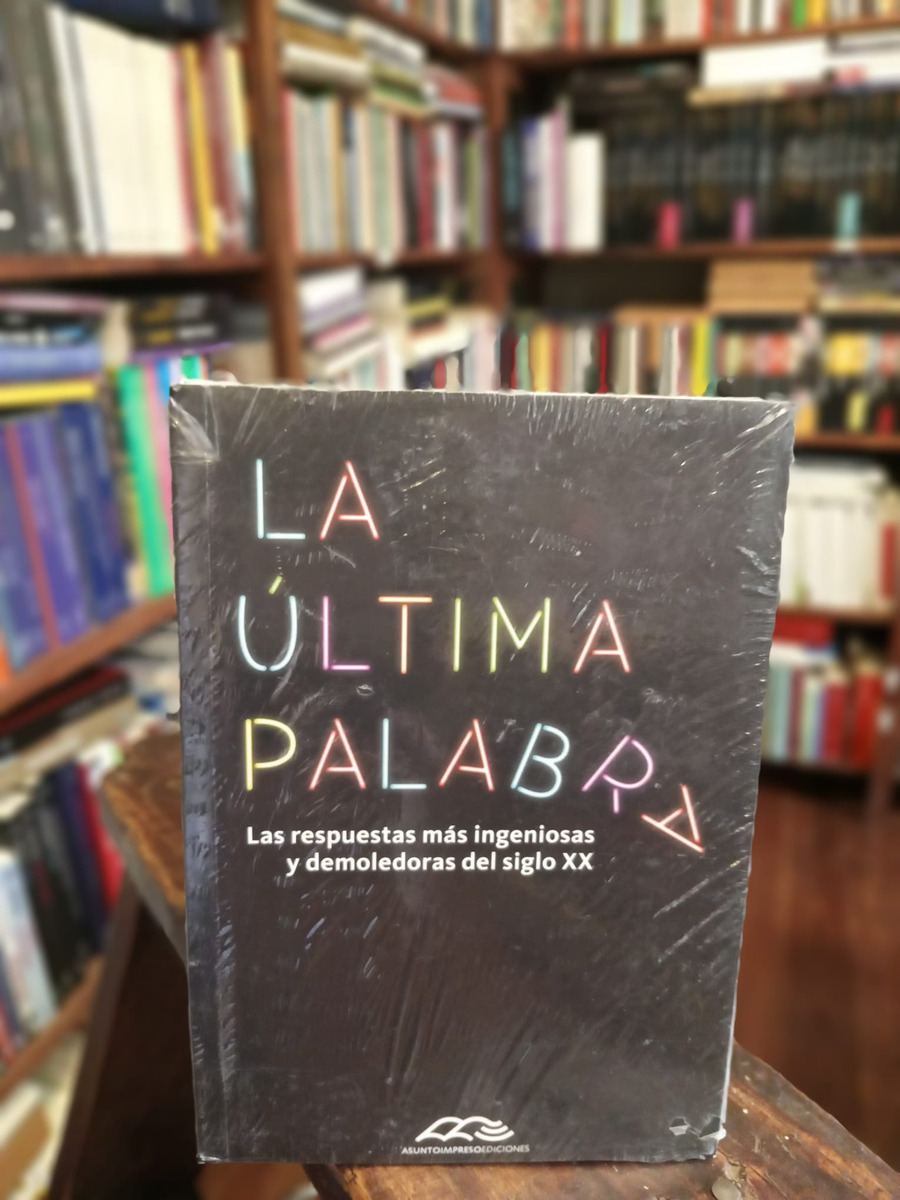 LA
ÚLTIMA
PALABRA
Las respuestas más ingeniosas
y demoledoras del siglo XX
ASUNTOIMPRESOEDICIONES